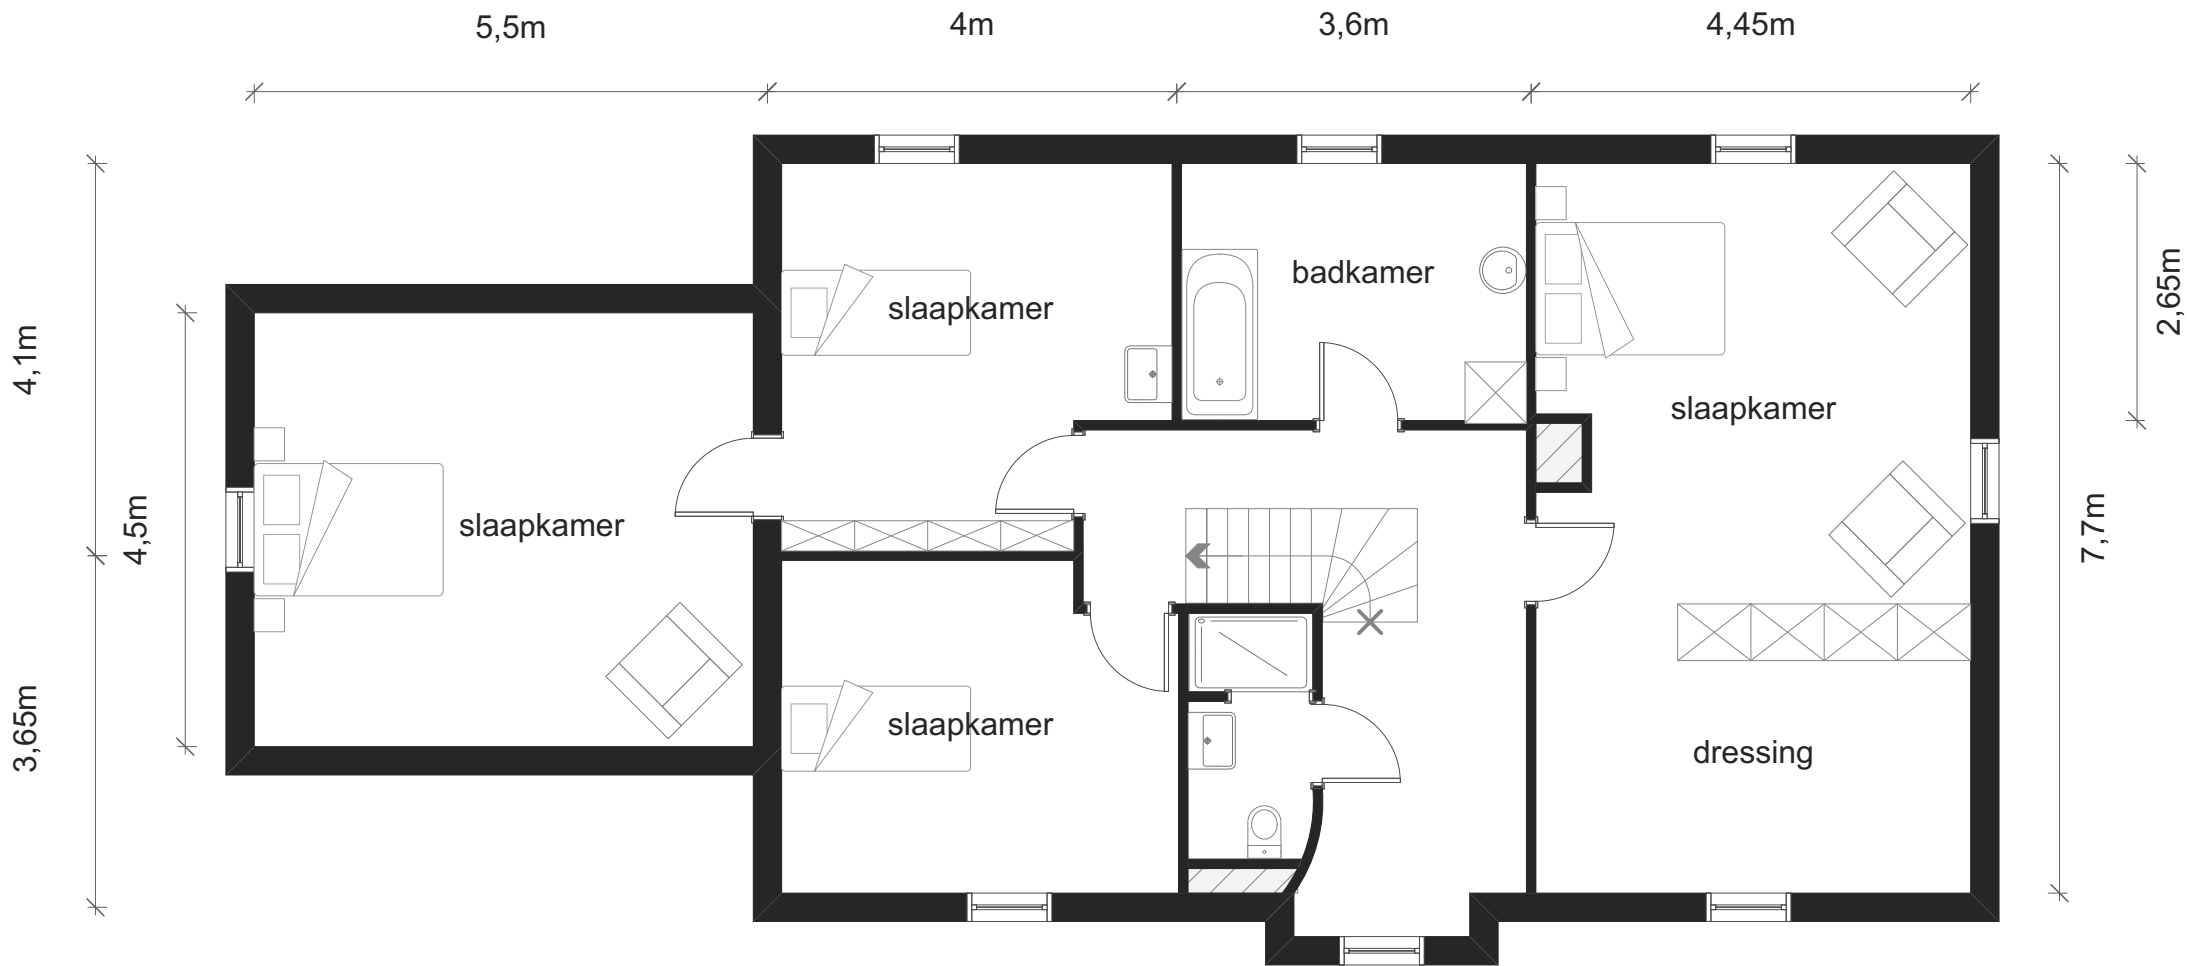 5,5m
4m
3,6m
4,45m
badkamer
slaapkamer
2,65m
4,1m
slaapkamer
slaapkamer
4,5m
7,7m
3,65m
slaapkamer
dressing